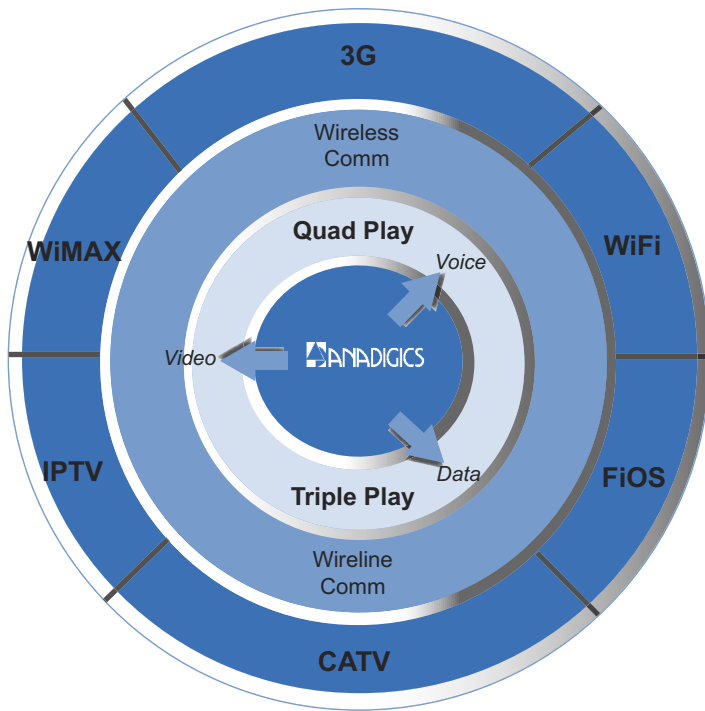 3G
Wireless
Comm
Quad Play
WiMAX
WiFi
Voice
Video
ANADIGICS
IPTV
FiOS
Data
Triple Play
Wireline
Comm
CATV